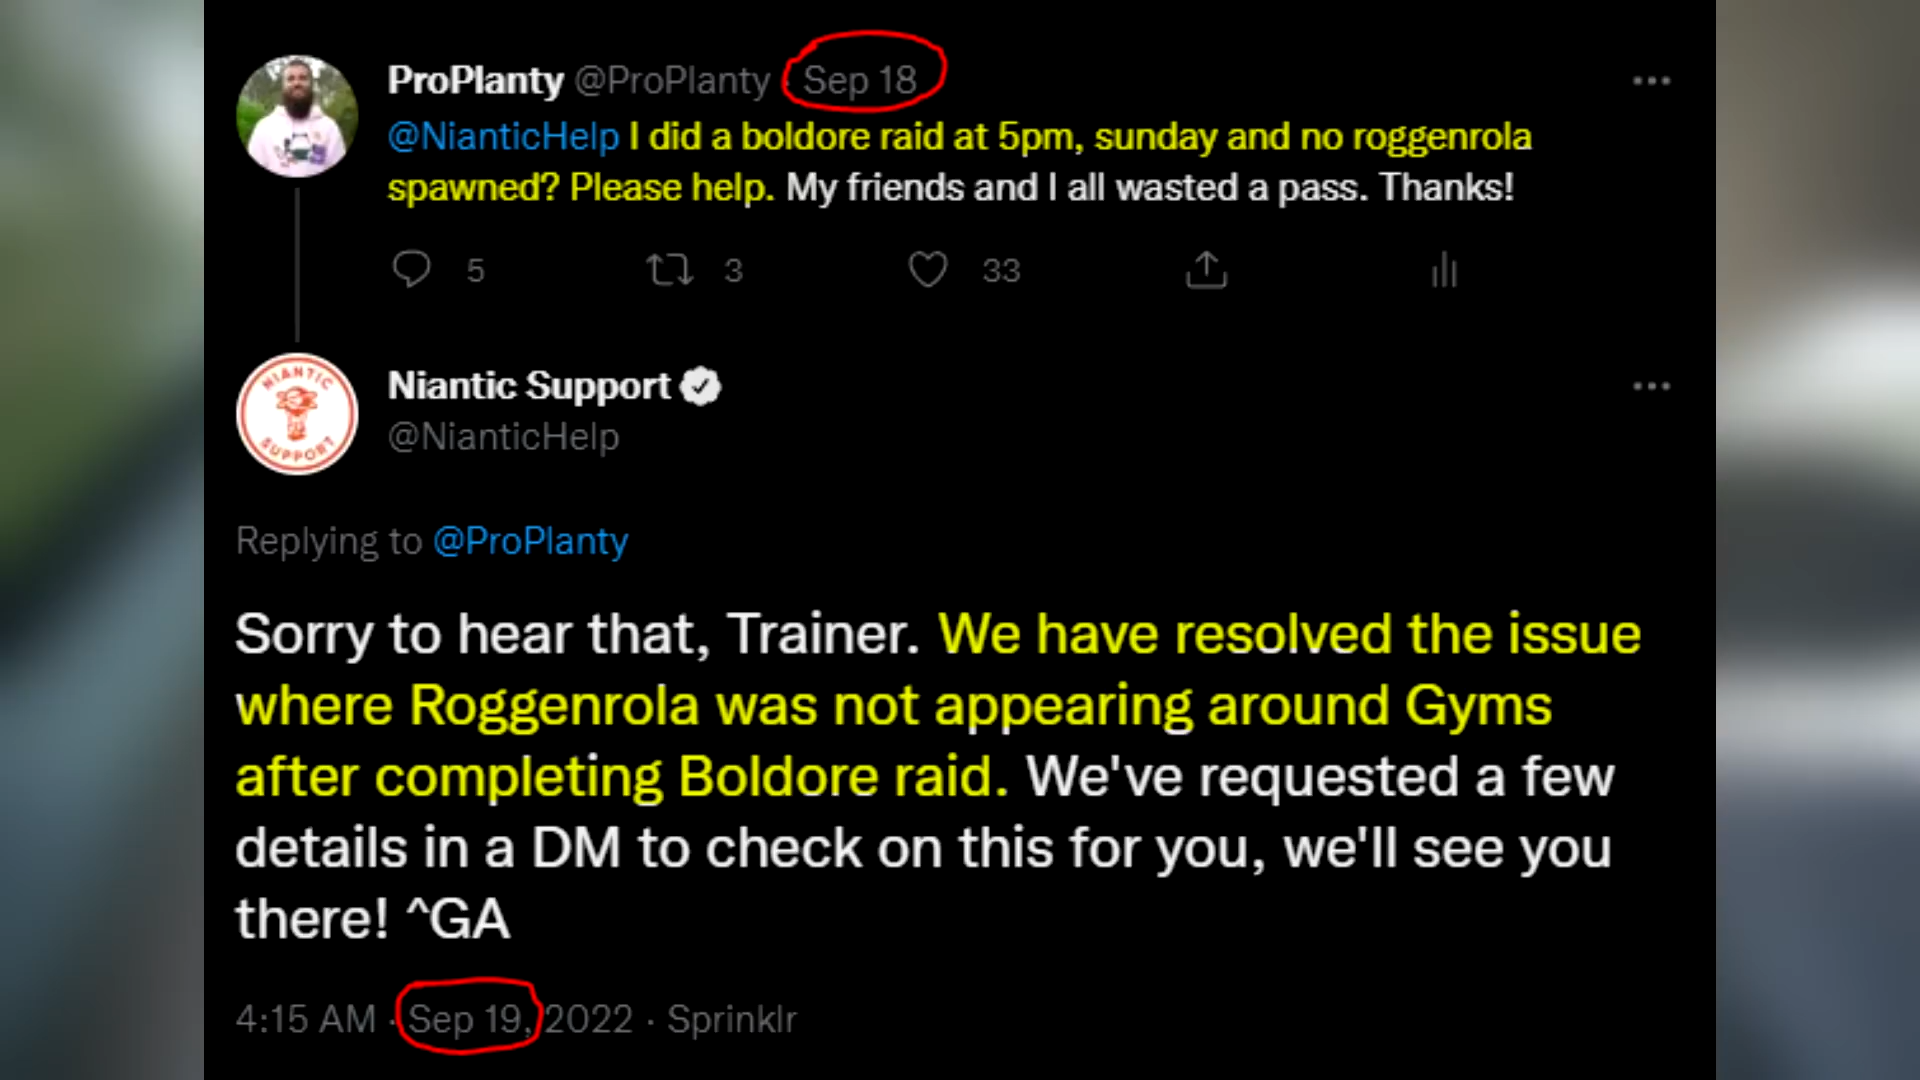 ProPlanty @ProPlanty · Sep 18
@NianticHelp I did a boldore raid at 5pm, sunday and no roggenrola
spawned? Please help. My friends and I all wasted a pass. Thanks!
5 3 33
NIANTIC
SUPPORT
Niantic Support
@NianticHelp
Replying to @ProPlanty
Sorry to hear that, Trainer. We have resolved the issue
where Roggenrola was not appearing around Gyms
after completing Boldore raid. We've requested a few
details in a DM to check on this for you, we'll see you
there! ^GA
4:15 AM · Sep 19, 2022 · Sprinklr